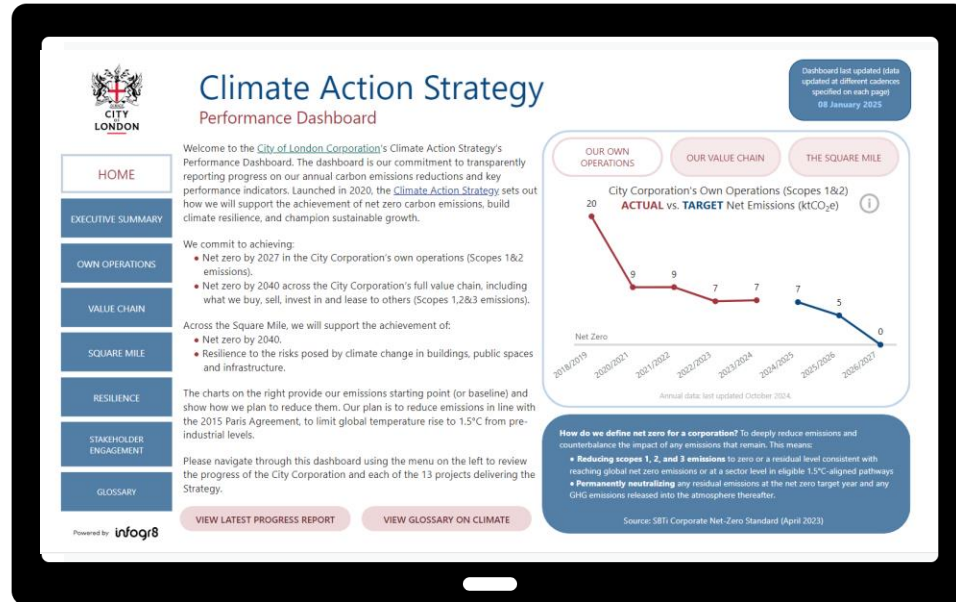 CITY
OF
LONDON
Climate Action Strategy
Performance Dashboard
Dashboard last updated (data
updated at different cadences
specified on each page)
08 January 2025
HOME
EXECUTIVE SUMMARY
OWN OPERATIONS
VALUE CHAIN
SQUARE MILE
RESILIENCE
STAKEHOLDER
ENGAGEMENT
GLOSSARY
Powered by infogr8
Welcome to the City of London Corporation's Climate Action Strategy's
Performance Dashboard. The dashboard is our commitment to transparently
reporting progress on our annual carbon emissions reductions and key
performance indicators. Launched in 2020, the Climate Action Strategy sets out
how we will support the achievement of net zero carbon emissions, build
climate resilience, and champion sustainable growth.
We commit to achieving:
• Net zero by 2027 in the City Corporation's own operations (Scopes 1&2
emissions).
• Net zero by 2040 across the City Corporation's full value chain, including
what we buy, sell, invest in and lease to others (Scopes 1,2&3 emissions).
Across the Square Mile, we will support the achievement of:
• Net zero by 2040.
• Resilience to the risks posed by climate change in buildings, public spaces
and infrastructure.
The charts on the right provide our emissions starting point (or baseline) and
show how we plan to reduce them. Our plan is to reduce emissions in line with
the 2015 Paris Agreement, to limit global temperature rise to 1.5°C from pre-
industrial levels.
Please navigate through this dashboard using the menu on the left to review
the progress of the City Corporation and each of the 13 projects delivering the
Strategy.
VIEW LATEST PROGRESS REPORT
VIEW GLOSSARY ON CLIMATE
OUR OWN
OPERATIONS
OUR VALUE CHAIN
THE SQUARE MILE
City Corporation's Own Operations (Scopes 1&2)
ACTUAL vs. TARGET Net Emissions (ktCO₂e)
i
20
9
9
7
7
7
5
0
Net Zero
2018/2019
2020/2021
2021/2022
2022/2023
2023/2024
2024/2025
2025/2026
2026/2027
Annual data: last updated October 2024.
How do we define net zero for a corporation? To deeply reduce emissions and
counterbalance the impact of any emissions that remain. This means:
• Reducing scopes 1, 2, and 3 emissions to zero or a residual level consistent with
reaching global net zero emissions or at a sector level in eligible 1.5°C-aligned pathways
• Permanently neutralizing any residual emissions at the net zero target year and any
GHG emissions released into the atmosphere thereafter.
Source: SBTi Corporate Net-Zero Standard (April 2023)